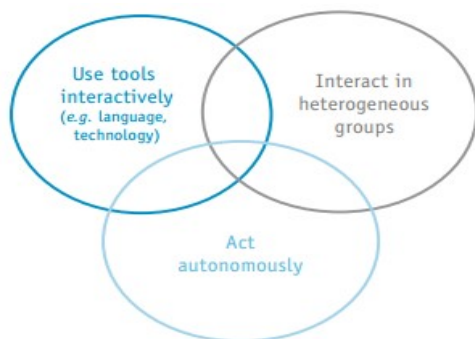 Use tools
interactively
(e.g. language,
technology)
Interact in
heterogeneous
groups
Act
autonomously